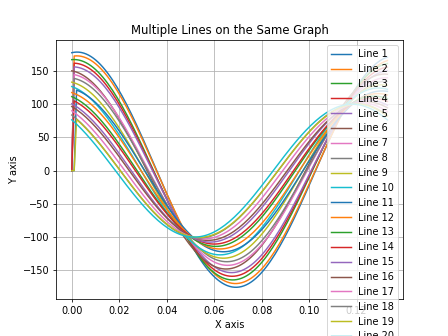 Multiple Lines on the Same Graph
Y axis
150
100
50
0
−50
−100
−150
0.00
0.02
0.04
0.06
0.08
0.10
X axis
Line 1
Line 2
Line 3
Line 4
Line 5
Line 6
Line 7
Line 8
Line 9
Line 10
Line 11
Line 12
Line 13
Line 14
Line 15
Line 16
Line 17
Line 18
Line 19
Line 20